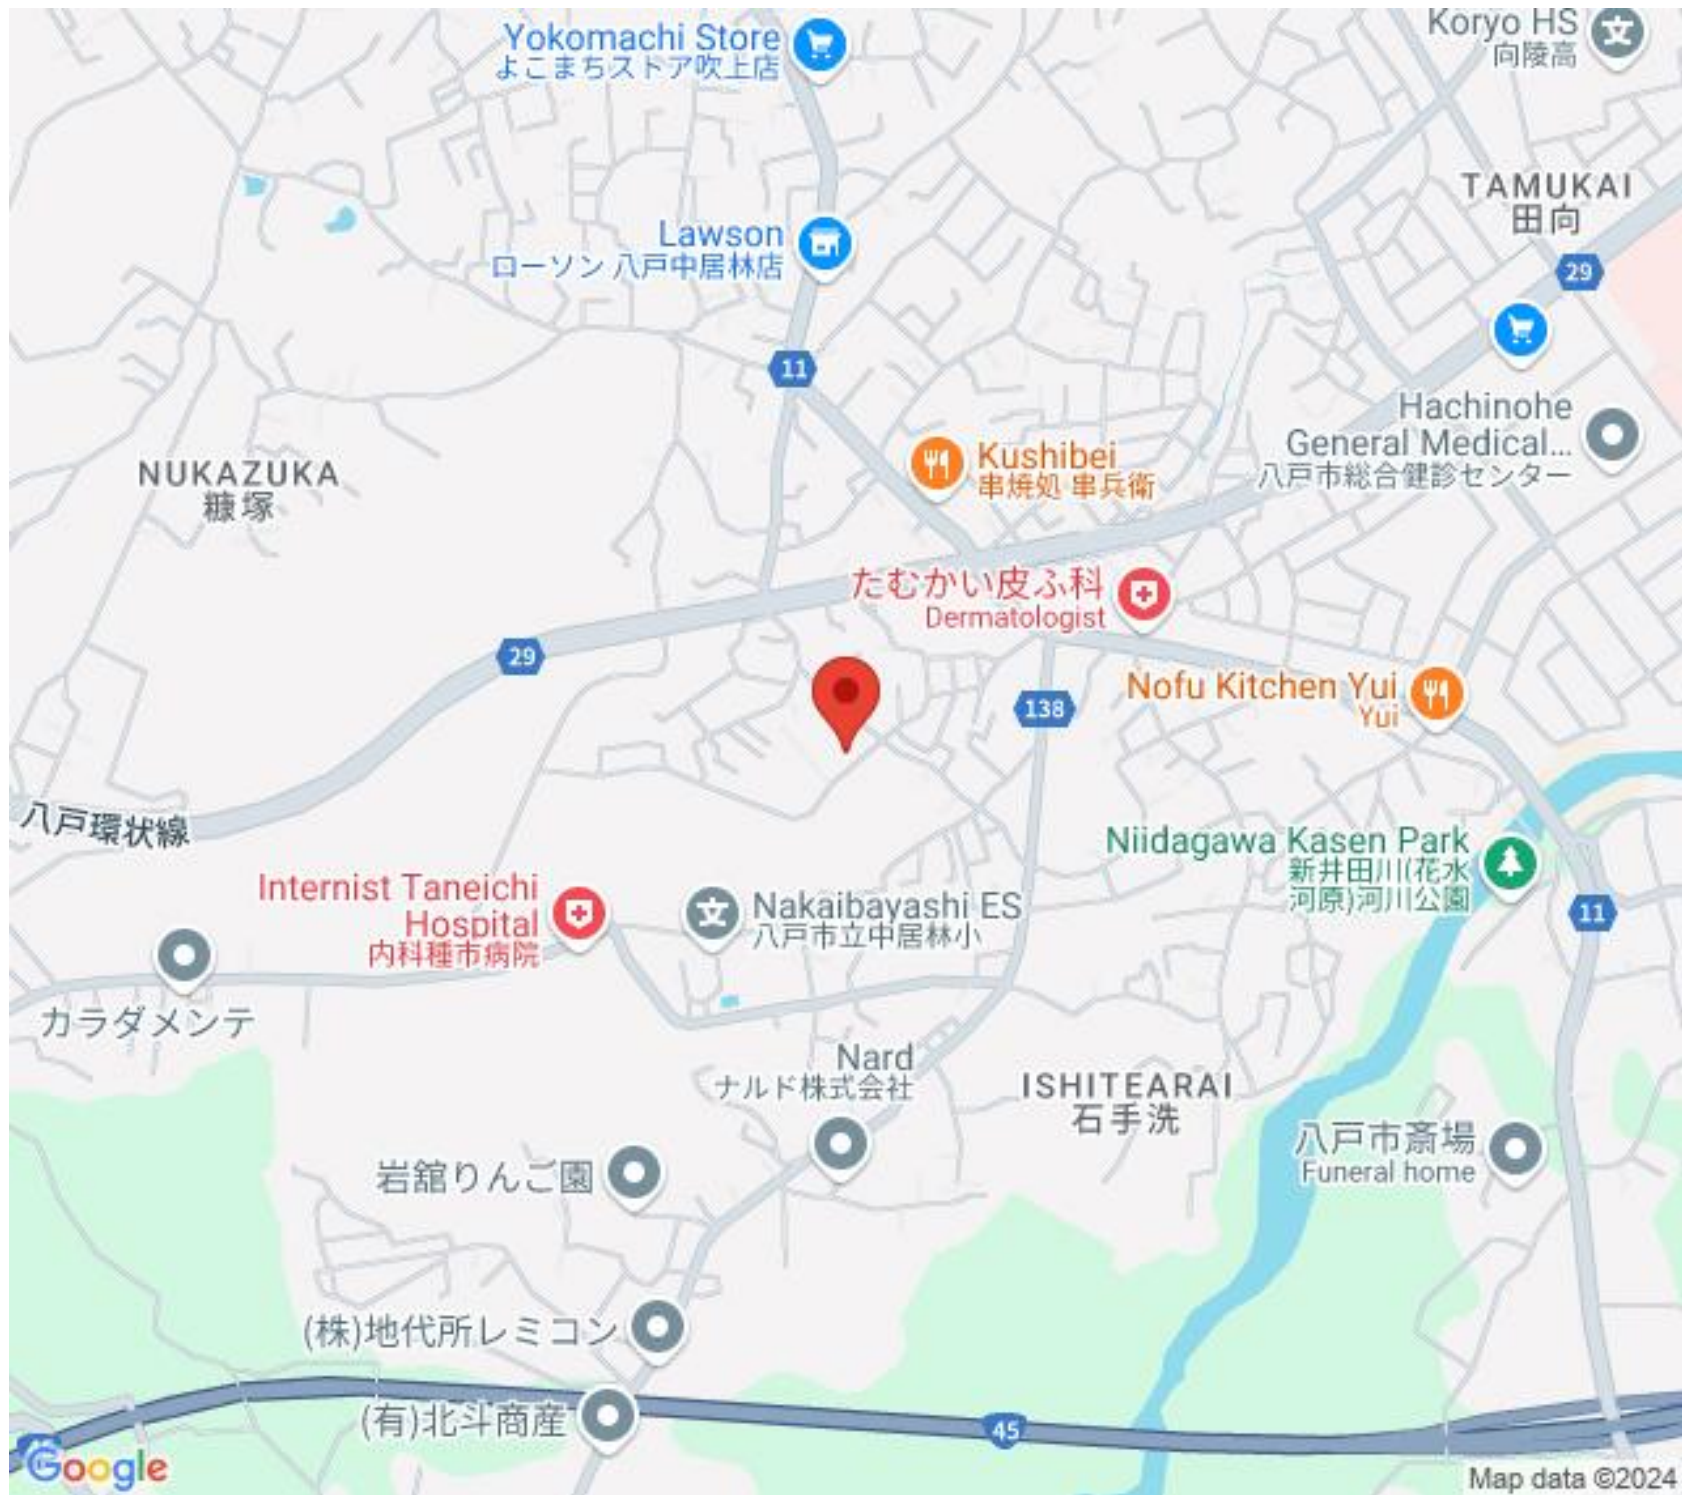 Yokomachi Store
よこまちストア吹上店
Koryo HS
向陵高
TAMUKAI
田向
Lawson
ローソン 八戸中居林店
29
11
Hachinohe
General Medical...
八戸市総合健診センター
Kushibei
串焼処 串兵衛
NUKAZUKA
糠塚
たむかい皮ふ科
Dermatologist
29
138
Nofu Kitchen Yui
Yui
八戸環状線
Niidagawa Kasen Park
新井田川(花水
河原)河川公園
Internist Taneichi
Hospital
内科種市病院
Nakaibayashi ES
八戸市立中居林小
11
カラダメンテ
Nard
ナルド株式会社
ISHITEARAI
石手洗
八戸市斎場
Funeral home
岩舘りんご園
(株)地代所レミコン
(有)北斗商産
45
Google
Map data ©2024